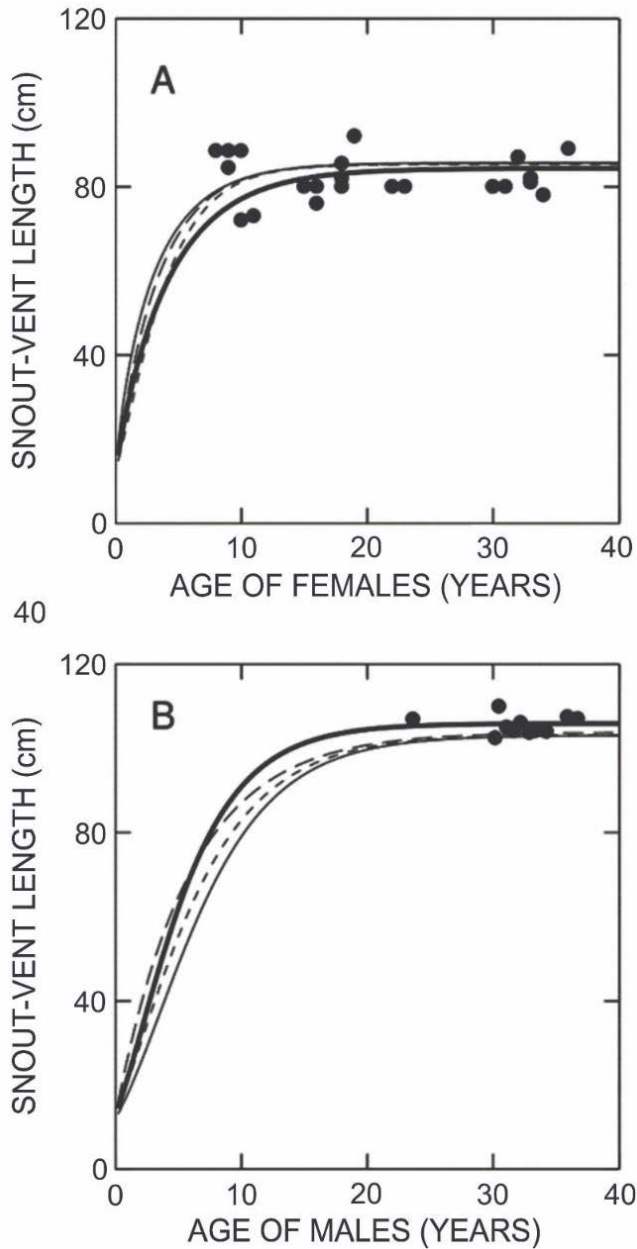 120
A
80
40
0
SNOUT-VENT LENGTH (cm)
0 10 20 30 40
AGE OF FEMALES (YEARS)
40
120
B
80
40
0
SNOUT-VENT LENGTH (cm)
0 10 20 30 40
AGE OF MALES (YEARS)